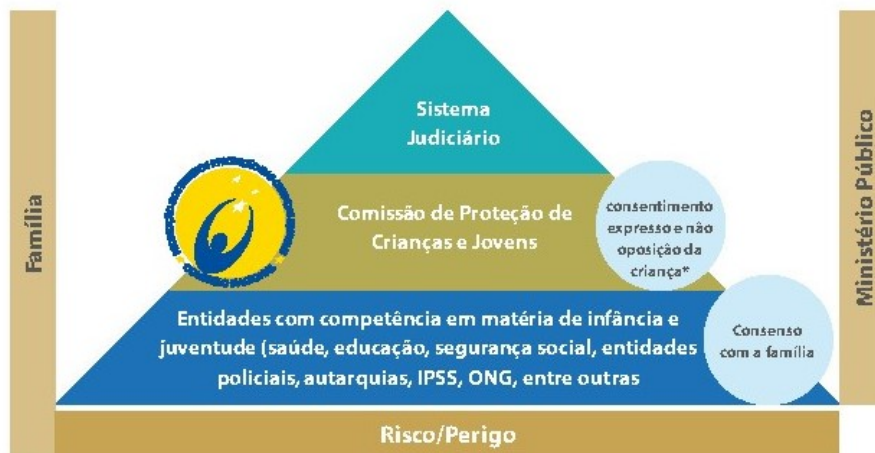 Família
Sistema
Judiciário
Comissão de Proteção de
Crianças e Jovens
consentimento
expresso e não
oposição da
criança*
Entidades com competência em matéria de infância e
juventude (saúde, educação, segurança social, entidades
policiais, autarquias, IPSS, ONG, entre outras
Consenso
com a família
Risco/Perigo
Ministério Público